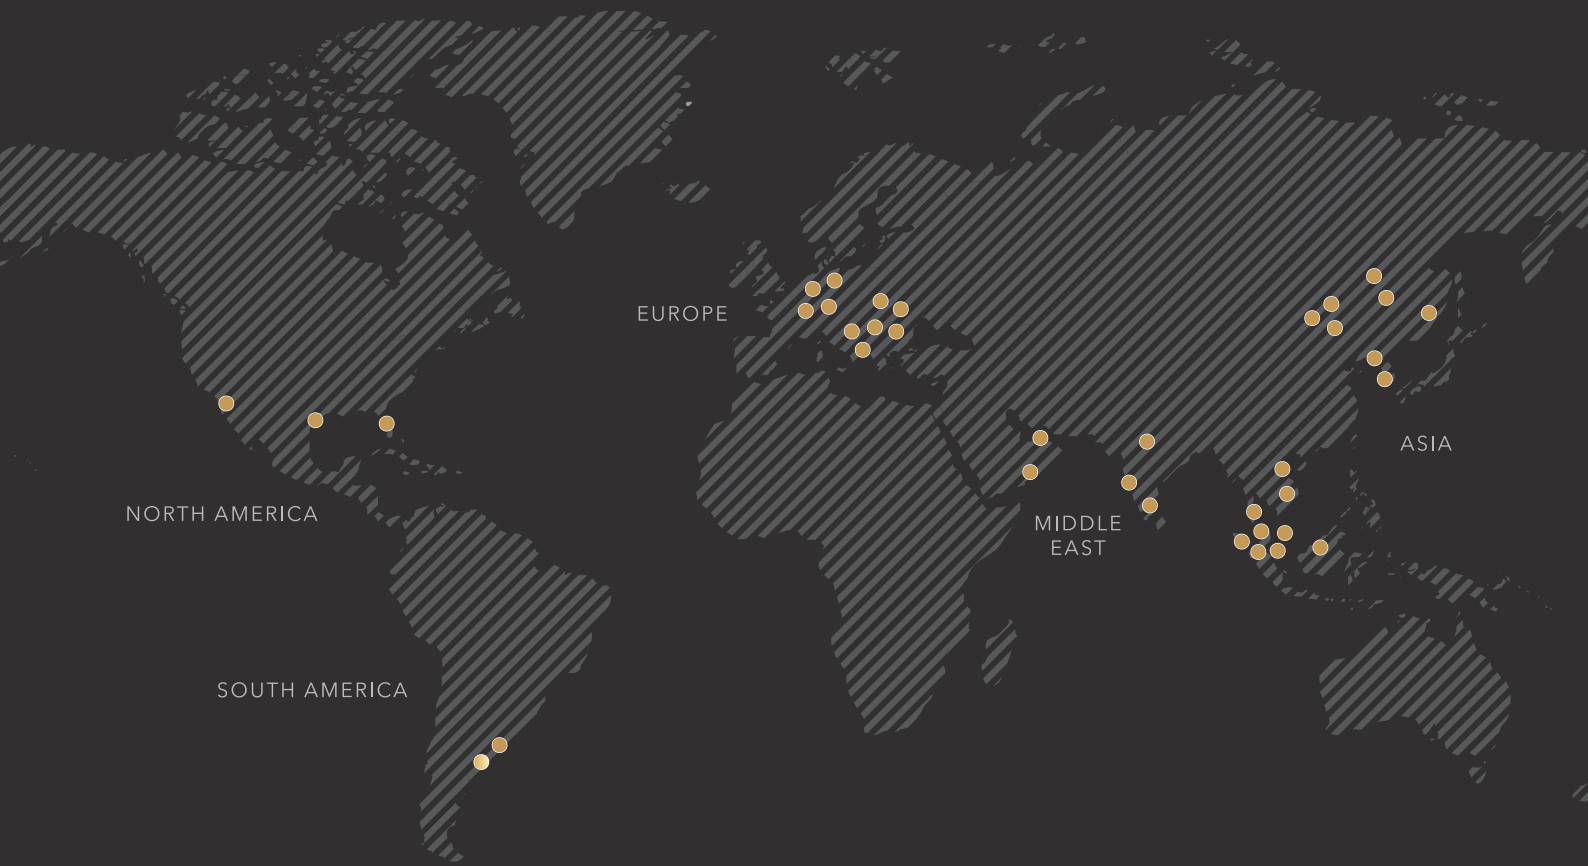 EUROPE
ASIA
NORTH AMERICA
MIDDLE
EAST
SOUTH AMERICA